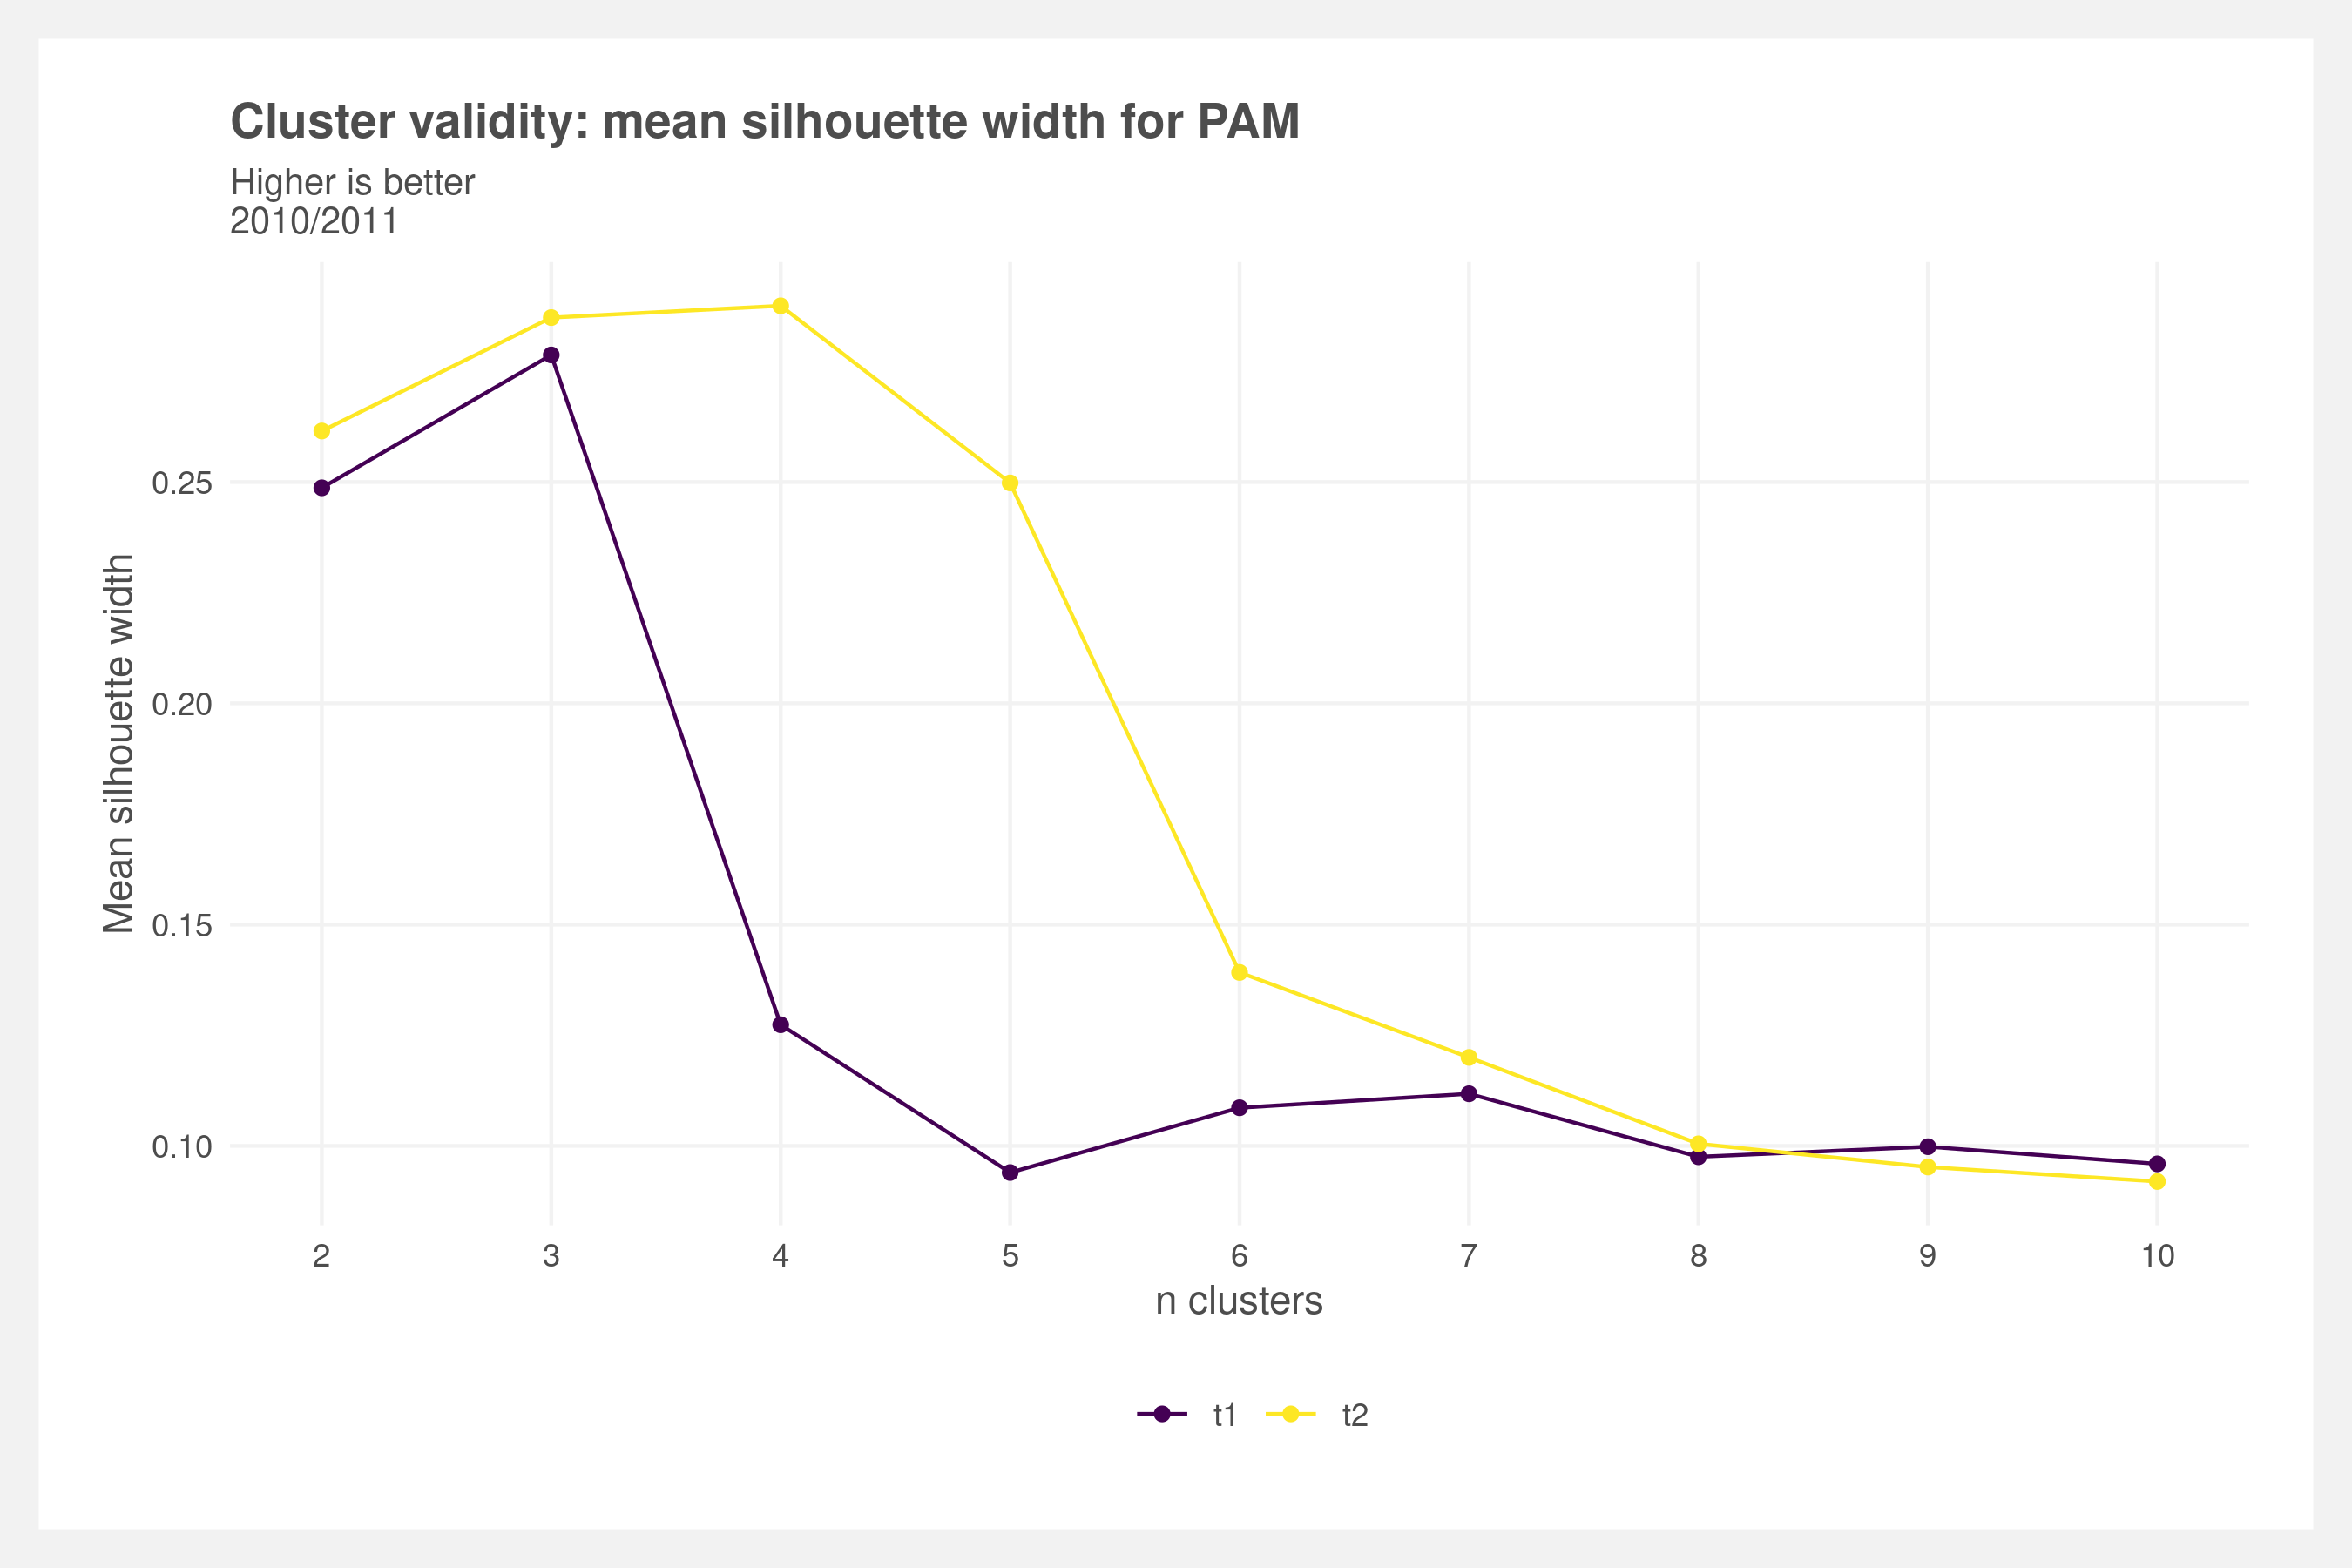 Cluster validity: mean silhouette width for PAM
Higher is better
2010/2011
Mean silhouette width
0.25
0.20
0.15
0.10
2 3 4 5 6 7 8 9 10
n clusters
t1 t2